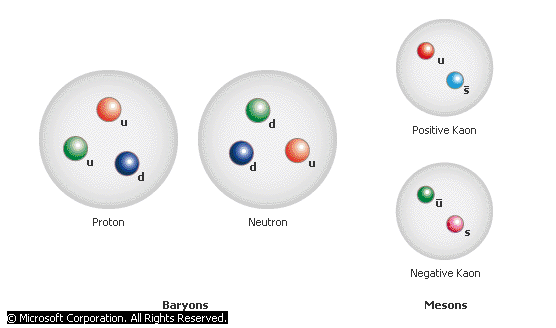 u
u
d
Proton
d
d
u
Neutron
u
s̄
Positive Kaon
ū
s
Negative Kaon
Baryons
Mesons
© Microsoft Corporation. All Rights Reserved.